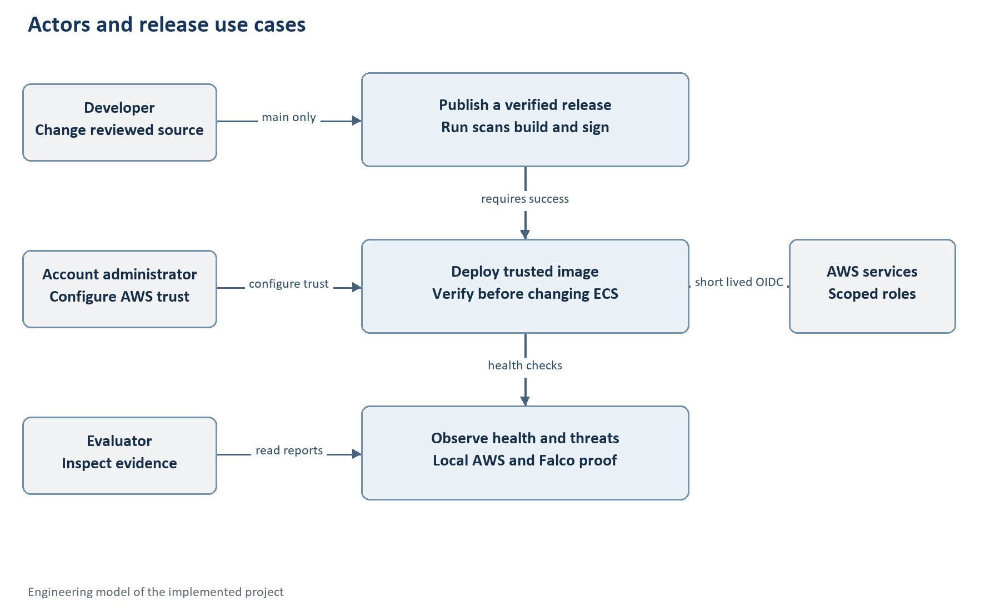 Actors and release use cases
Developer
Change reviewed source
main only
Publish a verified release
Run scans build and sign
requires success
Account administrator
Configure AWS trust
configure trust
Deploy trusted image
Verify before changing ECS
short lived OIDC
AWS services
Scoped roles
health checks
Evaluator
Inspect evidence
read reports
Observe health and threats
Local AWS and Falco proof
Engineering model of the implemented project